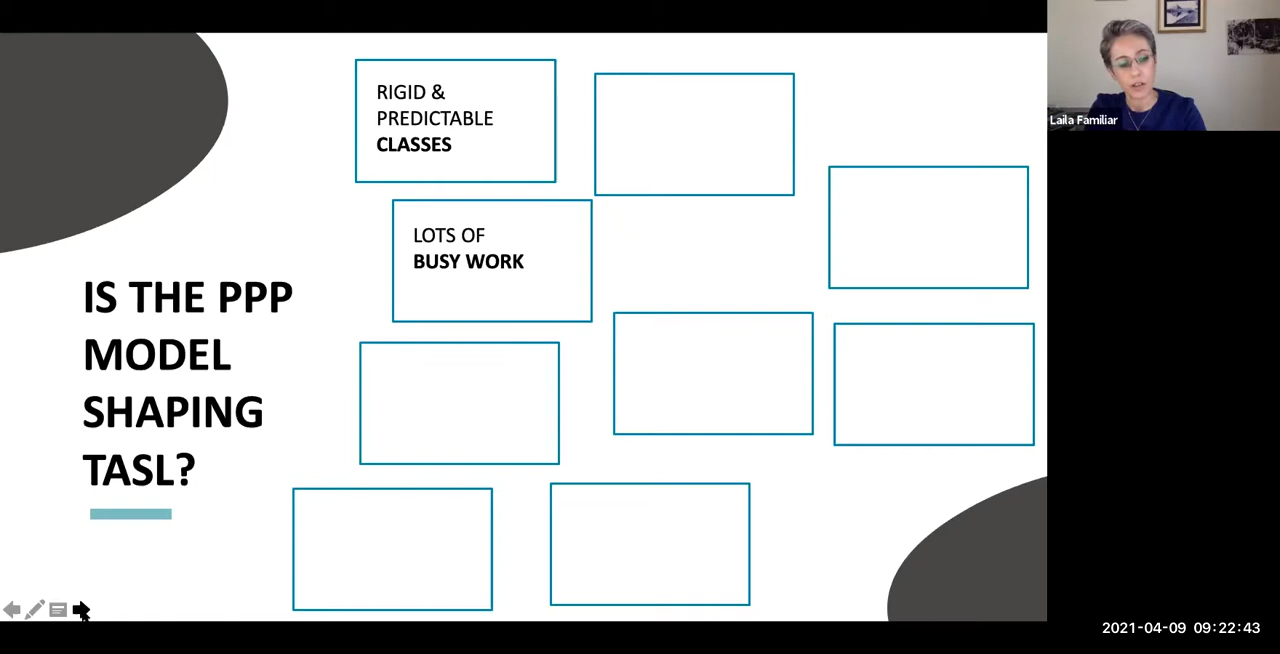 RIGID &
PREDICTABLE
CLASSES
LOTS OF
BUSY WORK
IS THE PPP
MODEL
SHAPING
TASL?
Laila Familiar
2021-04-09 09:22:43